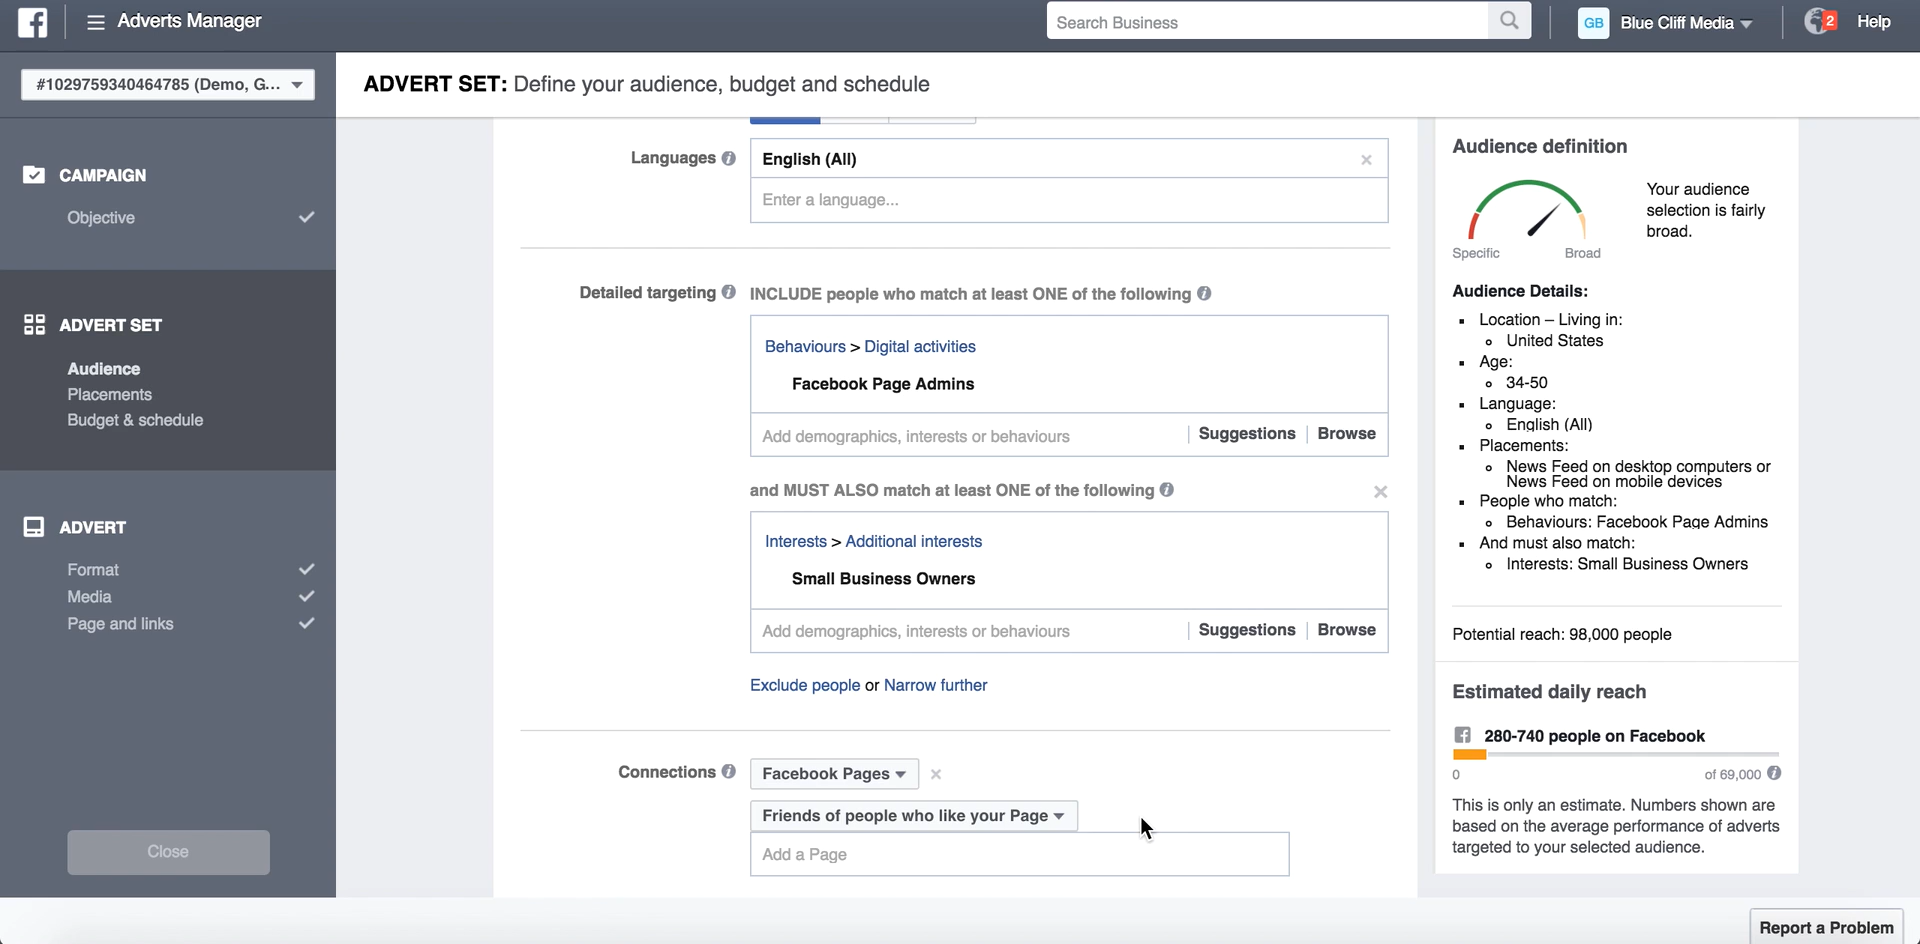 Adverts Manager
Search Business
GB Blue Cliff Media
2
Help
#1029759340464785 (Demo, G...
ADVERT SET: Define your audience, budget and schedule
CAMPAIGN
Objective
ADVERT SET
Audience
Placements
Budget & schedule
ADVERT
Format
Media
Page and links
Close
Languages
English (All)
Enter a language...
Detailed targeting
INCLUDE people who match at least ONE of the following
Behaviours > Digital activities
Facebook Page Admins
Add demographics, interests or behaviours
Suggestions
Browse
and MUST ALSO match at least ONE of the following
Interests > Additional interests
Small Business Owners
Add demographics, interests or behaviours
Suggestions
Browse
Exclude people or Narrow further
Connections
Facebook Pages
Friends of people who like your Page
Add a Page
Audience definition
Your audience
selection is fairly
broad.
Specific
Broad
Audience Details:
Location – Living in:
United States
Age:
34-50
Language:
English (All)
Placements:
News Feed on desktop computers or
News Feed on mobile devices
People who match:
Behaviours: Facebook Page Admins
And must also match:
Interests: Small Business Owners
Potential reach: 98,000 people
Estimated daily reach
280-740 people on Facebook
0
of 69,000
This is only an estimate. Numbers shown are
based on the average performance of adverts
targeted to your selected audience.
Report a Problem